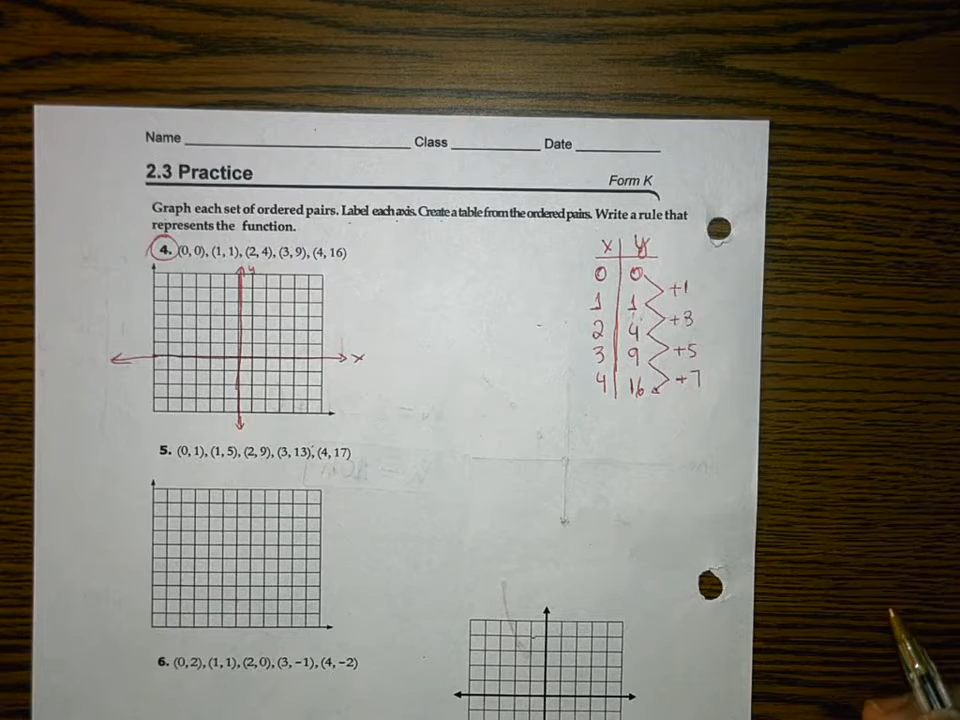 Name ____________ Class ____________ Date ____________
2.3 Practice
Form K
Graph each set of ordered pairs. Label each axis. Create a table from the ordered pairs. Write a rule that
represents the function.
4. (0, 0), (1, 1), (2, 4), (3, 9), (4, 16)
y
x
x y
0 0
+1
1 1
+3
2 4
+5
3 9
+7
4 16
5. (0, 1), (1, 5), (2, 9), (3, 13), (4, 17)
6. (0, 2), (1, 1), (2, 0), (3, −1), (4, −2)